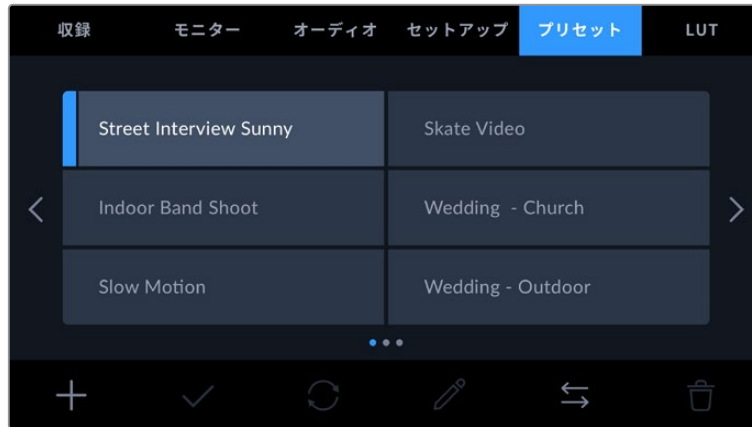 収録 モニター オーディオ セットアップ プリセット LUT
Street Interview Sunny Skate Video
Indoor Band Shoot Wedding - Church
Slow Motion Wedding - Outdoor